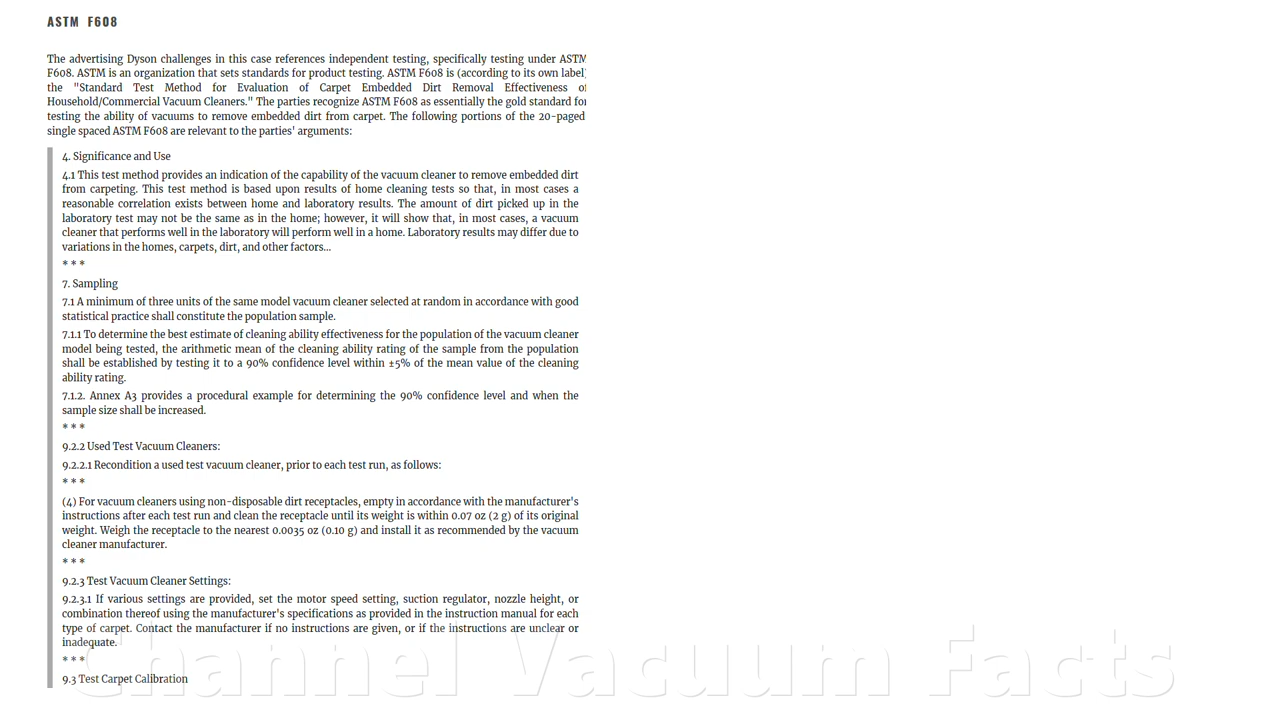 ASTM F608
The advertising Dyson challenges in this case references independent testing, specifically testing under ASTM
F608. ASTM is an organization that sets standards for product testing. ASTM F608 is (according to its own label)
the "Standard Test Method for Evaluation of Carpet Embedded Dirt Removal Effectiveness of
Household/Commercial Vacuum Cleaners." The parties recognize ASTM F608 as essentially the gold standard for
testing the ability of vacuums to remove embedded dirt from carpet. The following portions of the 20-paged
single spaced ASTM F608 are relevant to the parties' arguments:
4. Significance and Use
4.1 This test method provides an indication of the capability of the vacuum cleaner to remove embedded dirt
from carpeting. This test method is based upon results of home cleaning tests so that, in most cases a
reasonable correlation exists between home and laboratory results. The amount of dirt picked up in the
laboratory test may not be the same as in the home; however, it will show that, in most cases, a vacuum
cleaner that performs well in the laboratory will perform well in a home. Laboratory results may differ due to
variations in the homes, carpets, dirt, and other factors...
* * *
7. Sampling
7.1 A minimum of three units of the same model vacuum cleaner selected at random in accordance with good
statistical practice shall constitute the population sample.
7.1.1 To determine the best estimate of cleaning ability effectiveness for the population of the vacuum cleaner
model being tested, the arithmetic mean of the cleaning ability rating of the sample from the population
shall be established by testing it to a 90% confidence level within ±5% of the mean value of the cleaning
ability rating.
7.1.2. Annex A3 provides a procedural example for determining the 90% confidence level and when the
sample size shall be increased.
* * *
9.2.2 Used Test Vacuum Cleaners:
9.2.2.1 Recondition a used test vacuum cleaner, prior to each test run, as follows:
* * *
(4) For vacuum cleaners using non-disposable dirt receptacles, empty in accordance with the manufacturer's
instructions after each test run and clean the receptacle until its weight is within 0.07 oz (2 g) of its original
weight. Weigh the receptacle to the nearest 0.0035 oz (0.10 g) and install it as recommended by the vacuum
cleaner manufacturer.
* * *
9.2.3 Test Vacuum Cleaner Settings:
9.2.3.1 If various settings are provided, set the motor speed setting, suction regulator, nozzle height, or
combination thereof using the manufacturer's specifications as provided in the instruction manual for each
type of carpet. Contact the manufacturer if no instructions are given, or if the instructions are unclear or
inadequate.
* * *
9.3 Test Carpet Calibration
Channel Vacuum Facts